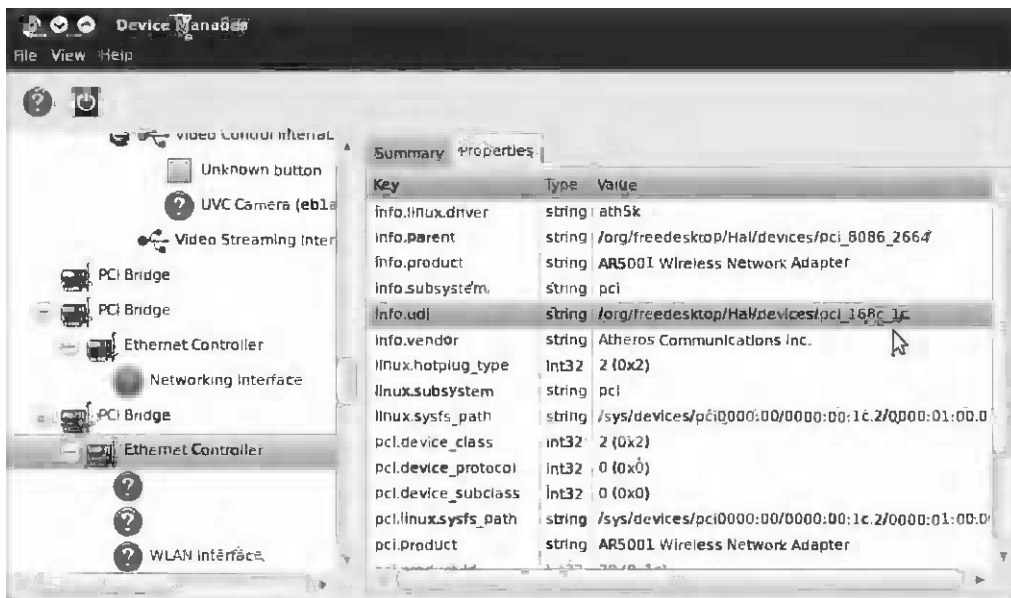 Device Manager
File View Help
Video Control Interfac
Unknown button
UVC Camera (eb1a
Video Streaming Inter
PCI Bridge
PCI Bridge
Ethernet Controller
Networking Interface
PCI Bridge
Ethernet Controller
WLAN Interface
Summary Properties
Key Type Value
info.linux.driver string ath5k
info.parent string /org/freedesktop/Hal/devices/pci_8086_2664
info.product string AR5001 Wireless Network Adapter
info.subsystem string pci
info.udi string /org/freedesktop/Hal/devices/pci_168c_1c
info.vendor string Atheros Communications Inc.
linux.hotplug_type int32 2 (0x2)
linux.subsystem string pci
linux.sysfs_path string /sys/devices/pci0000:00/0000:00:1c.2/0000:01:00.0
pci.device_class int32 2 (0x2)
pci.device_protocol int32 0 (0x0)
pci.device_subclass int32 0 (0x0)
pci.linux.sysfs_path string /sys/devices/pci0000:00/0000:00:1c.2/0000:01:00.0
pci.product string AR5001 Wireless Network Adapter